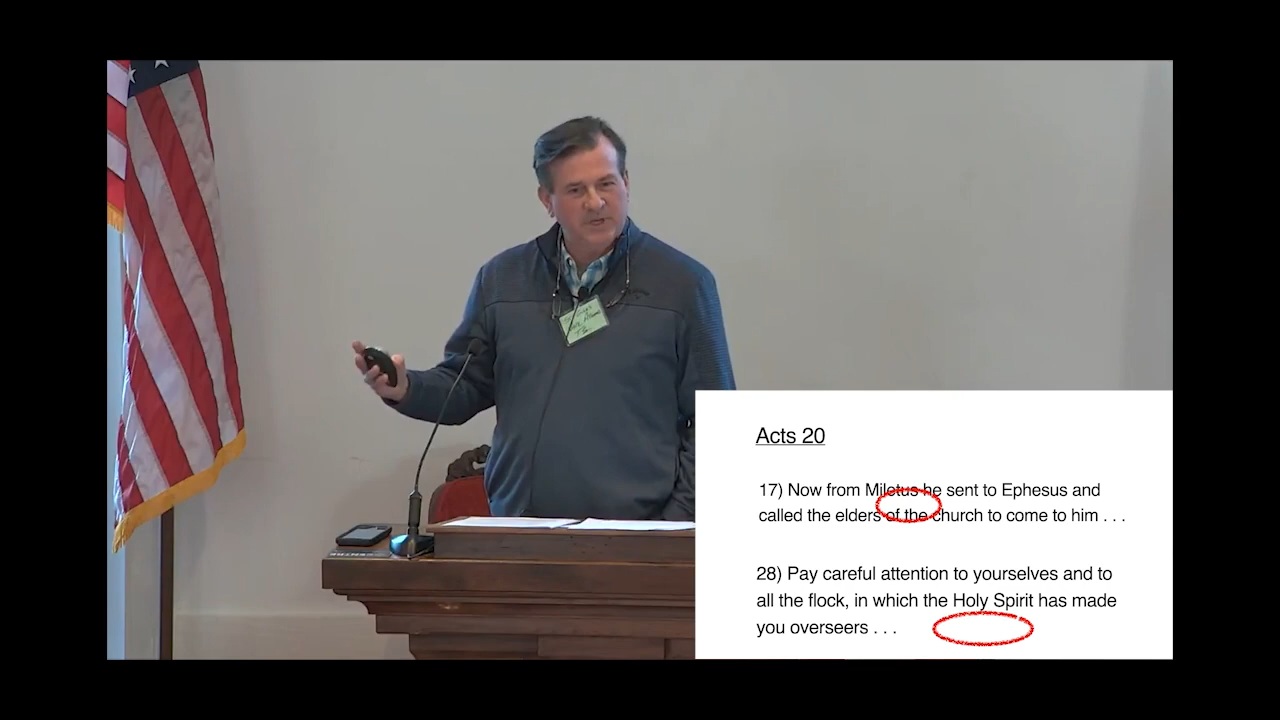 Acts 20
17) Now from Miletus he sent to Ephesus and
called the elders of the church to come to him . . .
28) Pay careful attention to yourselves and to
all the flock, in which the Holy Spirit has made
you overseers . . .